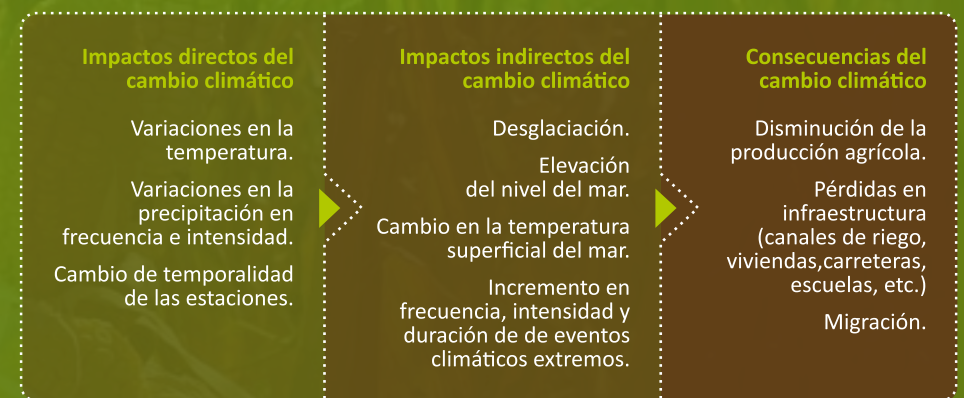 Impactos directos del
cambio climático
Variaciones en la
temperatura.
Variaciones en la
precipitación en
frecuencia e intensidad.
Cambio de temporalidad
de las estaciones.
Impactos indirectos del
cambio climático
Desglaciación.
Elevación
del nivel del mar.
Cambio en la temperatura
superficial del mar.
Incremento en
frecuencia, intensidad y
duración de de eventos
climáticos extremos.
Consecuencias del
cambio climático
Disminución de la
producción agrícola.
Pérdidas en
infraestructura
(canales de riego,
viviendas,carreteras,
escuelas, etc.)
Migración.